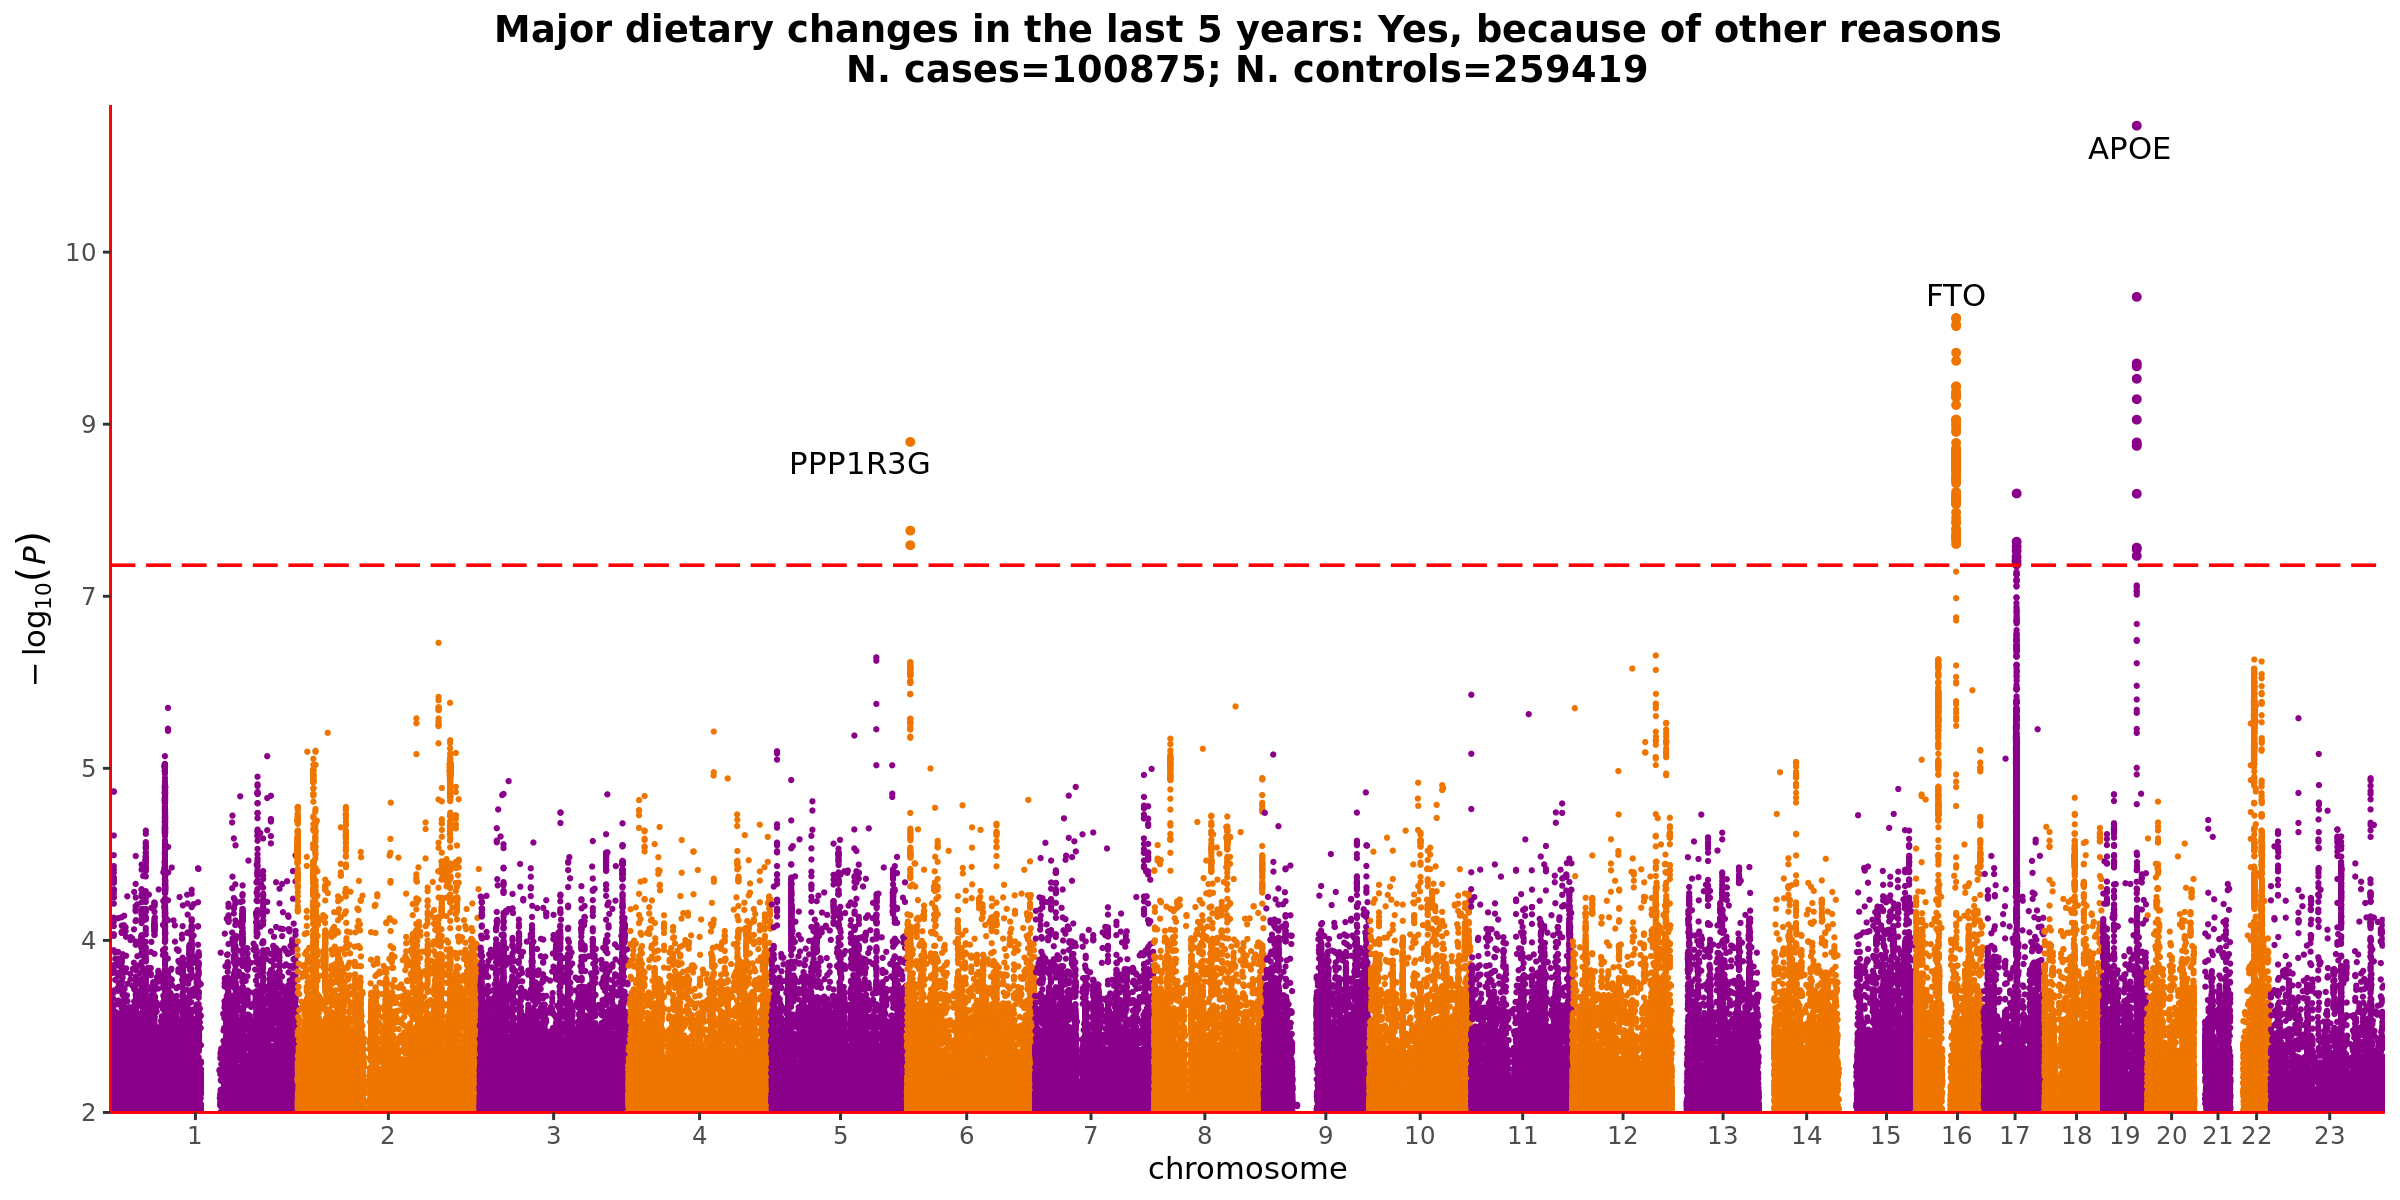 Major dietary changes in the last 5 years: Yes, because of other reasons
N. cases=100875; N. controls=259419
APOE
10
FTO
9
PPP1R3G
7
5
4
3
2
− log10(P)
1 2 3 4 5 6 7 8 9 10 11 12 13 14 15 16 17 18 19 20 21 22 23
chromosome